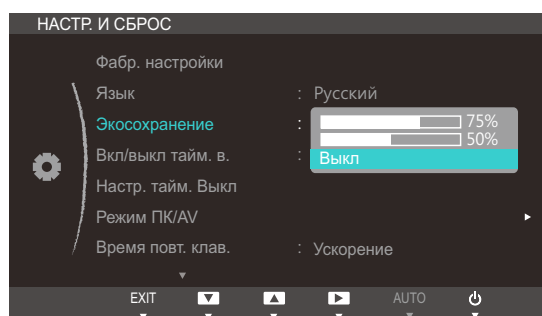 НАСТР. И СБРОС
Фабр. настройки
Язык : Русский
Экосохранение : 75%
50%
Вкл/выкл тайм. в. : Выкл
Настр. тайм. Выкл
Режим ПК/AV
Время повт. клав. : Ускорение
EXIT AUTO